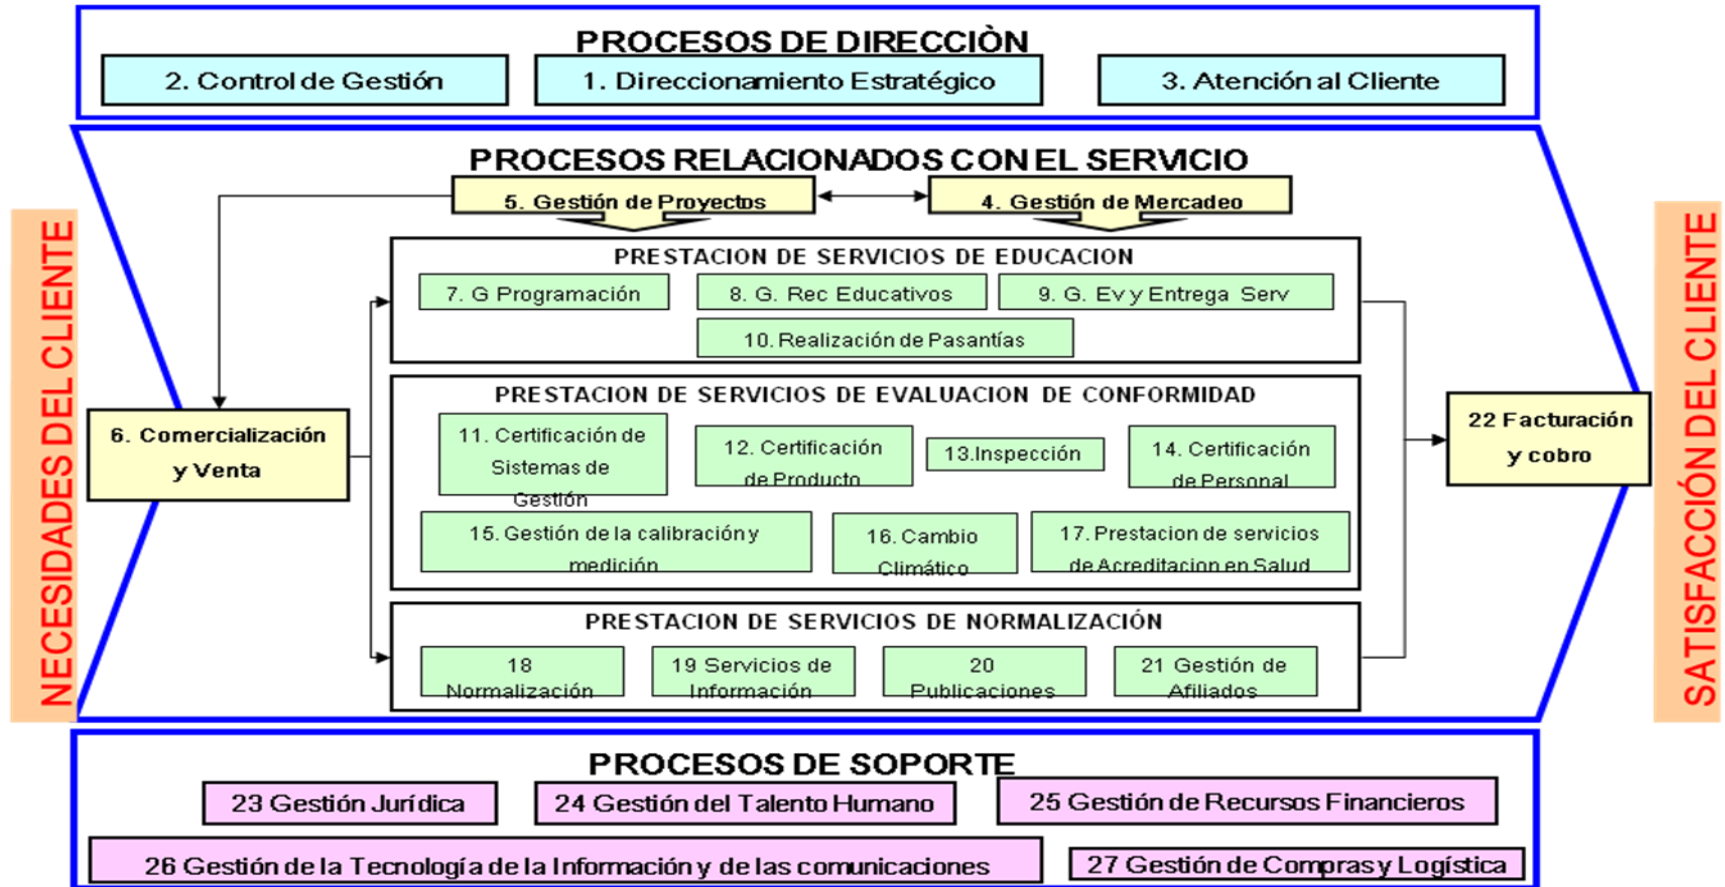 PROCESOS DE DIRECCIÒN
2. Control de Gestión
1. Direccionamiento Estratégico
3. Atención al Cliente
PROCESOS RELACIONADOS CON EL SERVICIO
5. Gestión de Proyectos
4. Gestión de Mercadeo
NECESIDADES DEL CLIENTE
PRESTACION DE SERVICIOS DE EDUCACION
7. G Programación
8. G. Rec Educativos
9. G. Ev y Entrega Serv
10. Realización de Pasantías
6. Comercialización
y Venta
PRESTACION DE SERVICIOS DE EVALUACION DE CONFORMIDAD
11. Certificación de
Sistemas de
Gestión
12. Certificación
de Producto
13.Inspección
14. Certificación
de Personal
15. Gestión de la calibración y
medición
16. Cambio
Climático
17. Prestacion de servicios
de Acreditacion en Salud
22 Facturación
y cobro
PRESTACION DE SERVICIOS DE NORMALIZACIÓN
18
Normalización
19 Servicios de
Información
20
Publicaciones
21 Gestión de
Afiliados
SATISFACCIÓN DEL CLIENTE
PROCESOS DE SOPORTE
23 Gestión Jurídica
24 Gestión del Talento Humano
25 Gestión de Recursos Financieros
26 Gestión de la Tecnología de la Información y de las comunicaciones
27 Gestión de Compras y Logística